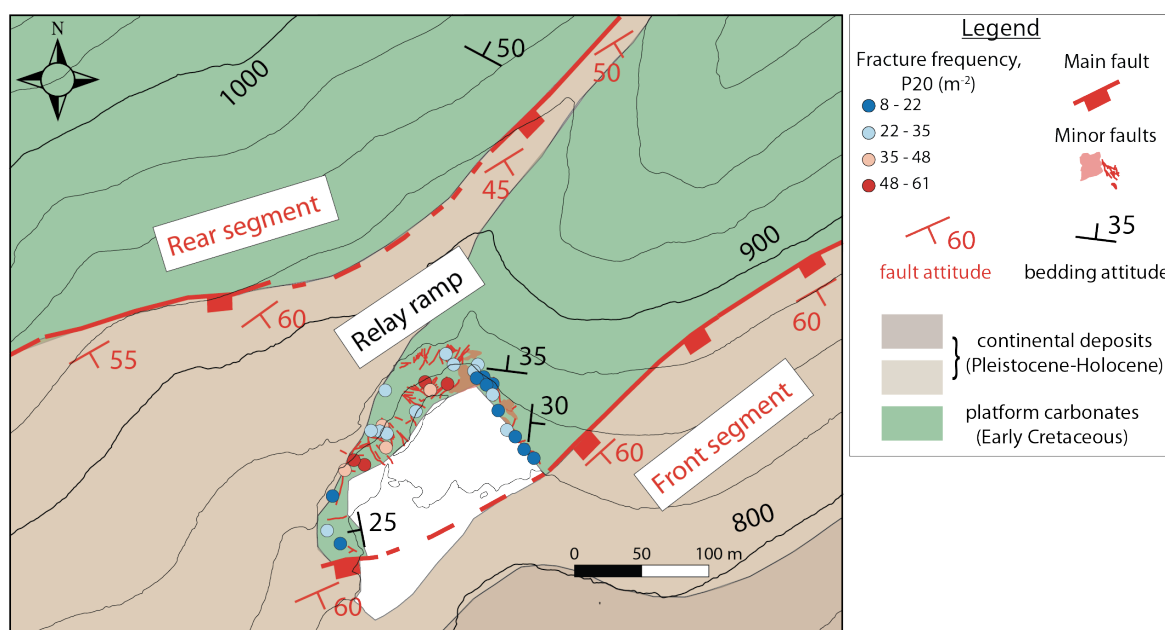 N
1000
50
50
45
Rear segment
900
Relay ramp
60
55
60
35
30
60
Front segment
25
800
0 50 100 m
60
Legend
Fracture frequency,
P20 (m⁻²)
8 - 22
22 - 35
35 - 48
48 - 61
Main fault
Minor faults
60
fault attitude
35
bedding attitude
continental deposits
(Pleistocene-Holocene)
platform carbonates
(Early Cretaceous)